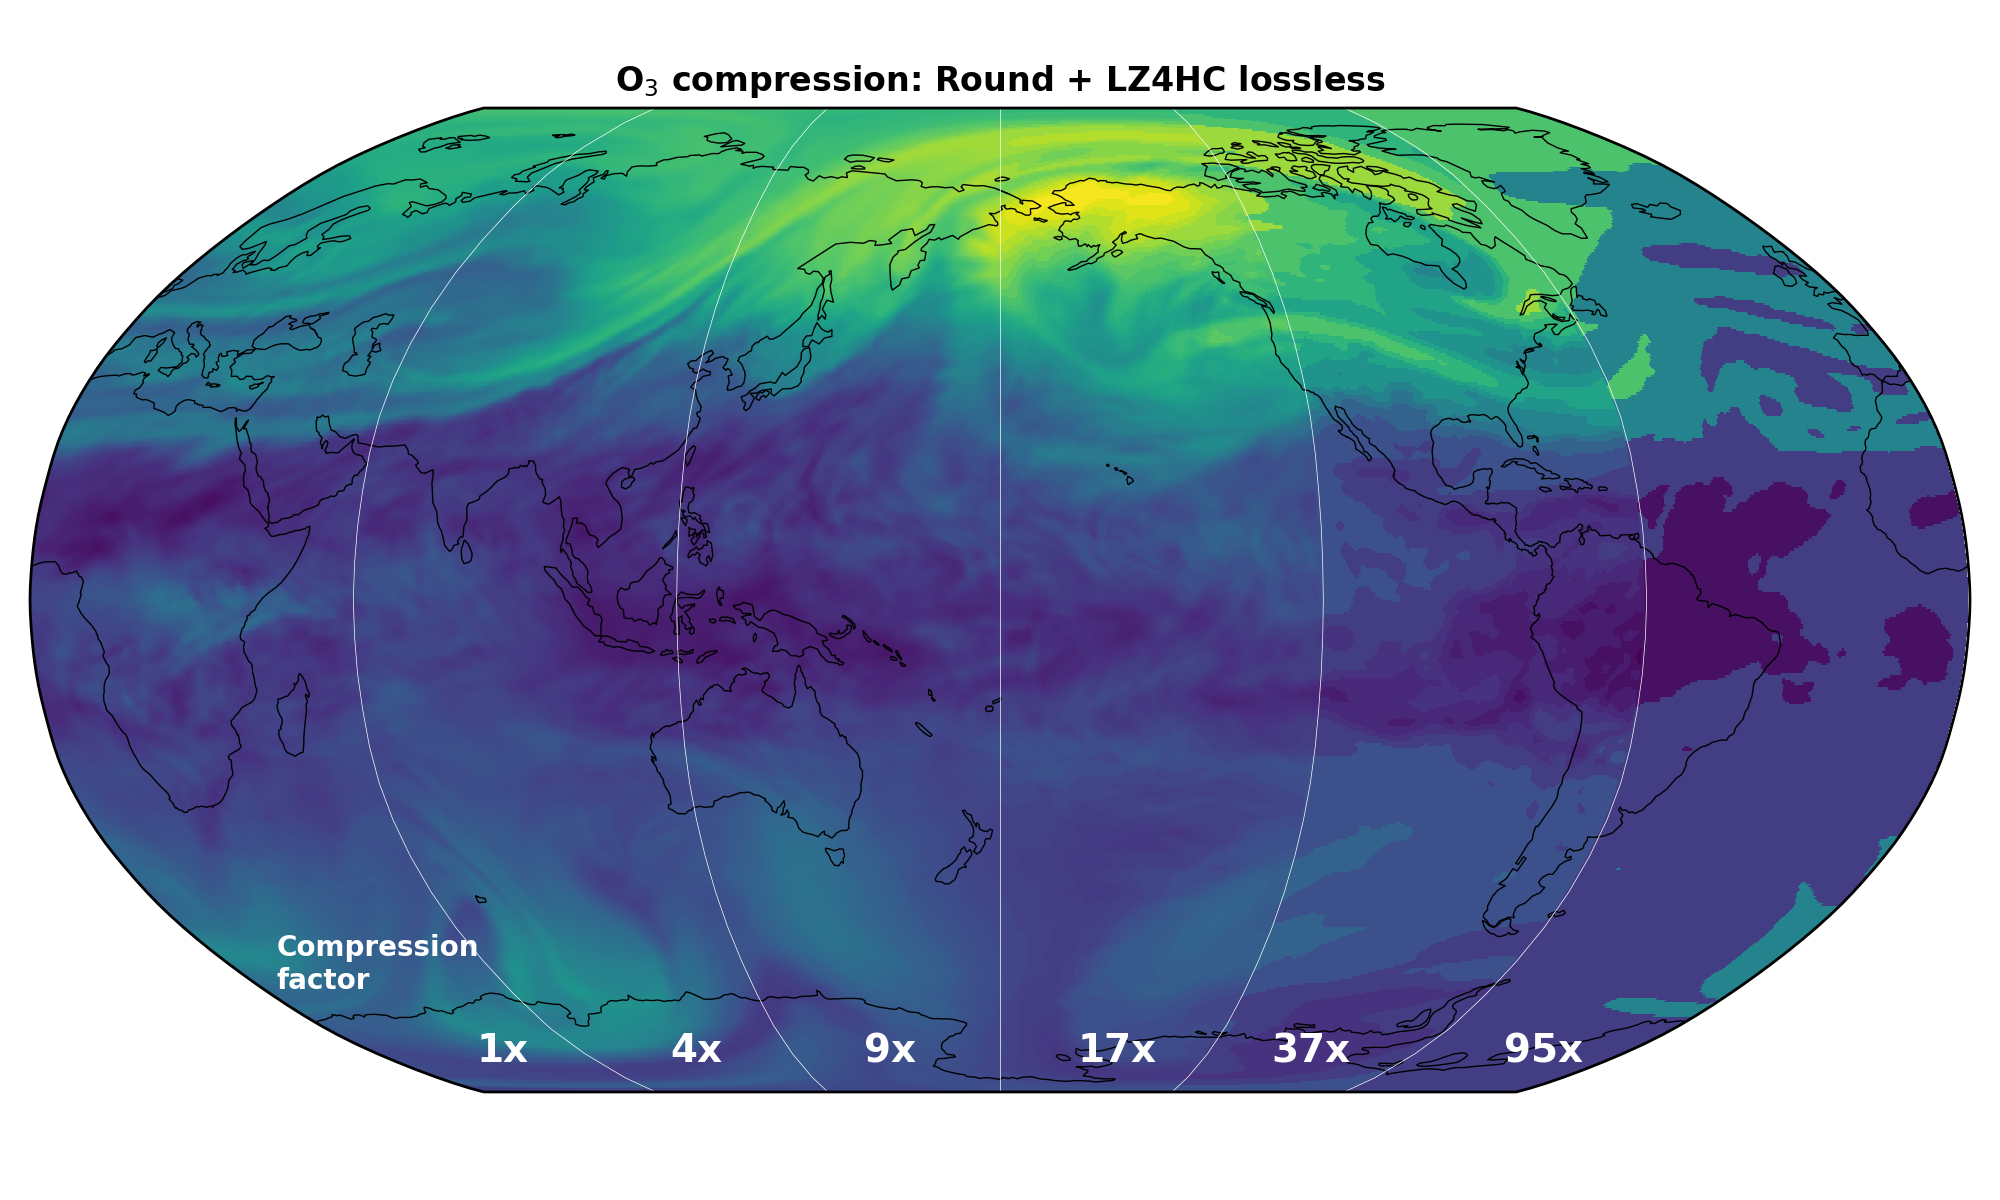 O₃ compression: Round + LZ4HC lossless
Compression
factor
1x 4x 9x 17x 37x 95x